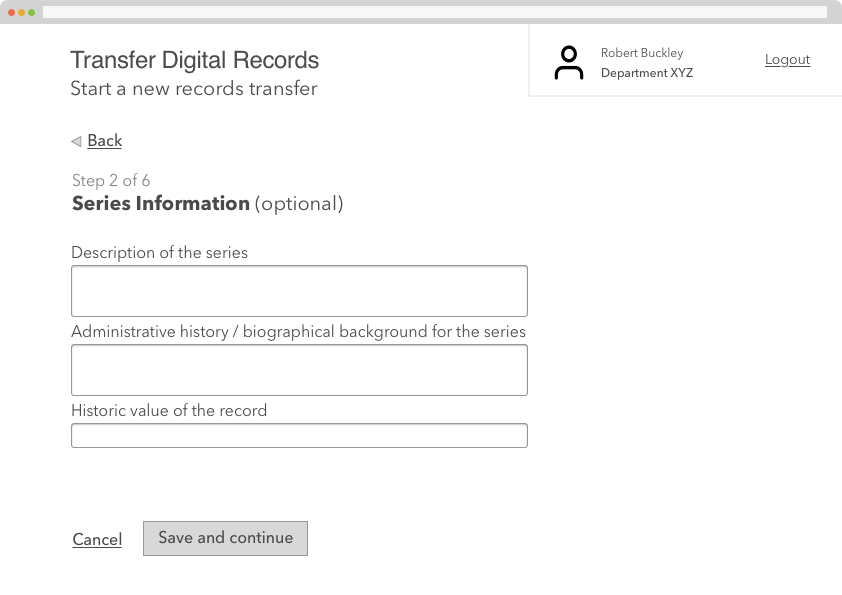 Transfer Digital Records
Start a new records transfer
Robert Buckley
Department XYZ
Logout
Back
Step 2 of 6
Series Information (optional)
Description of the series
Administrative history / biographical background for the series
Historic value of the record
Cancel
Save and continue